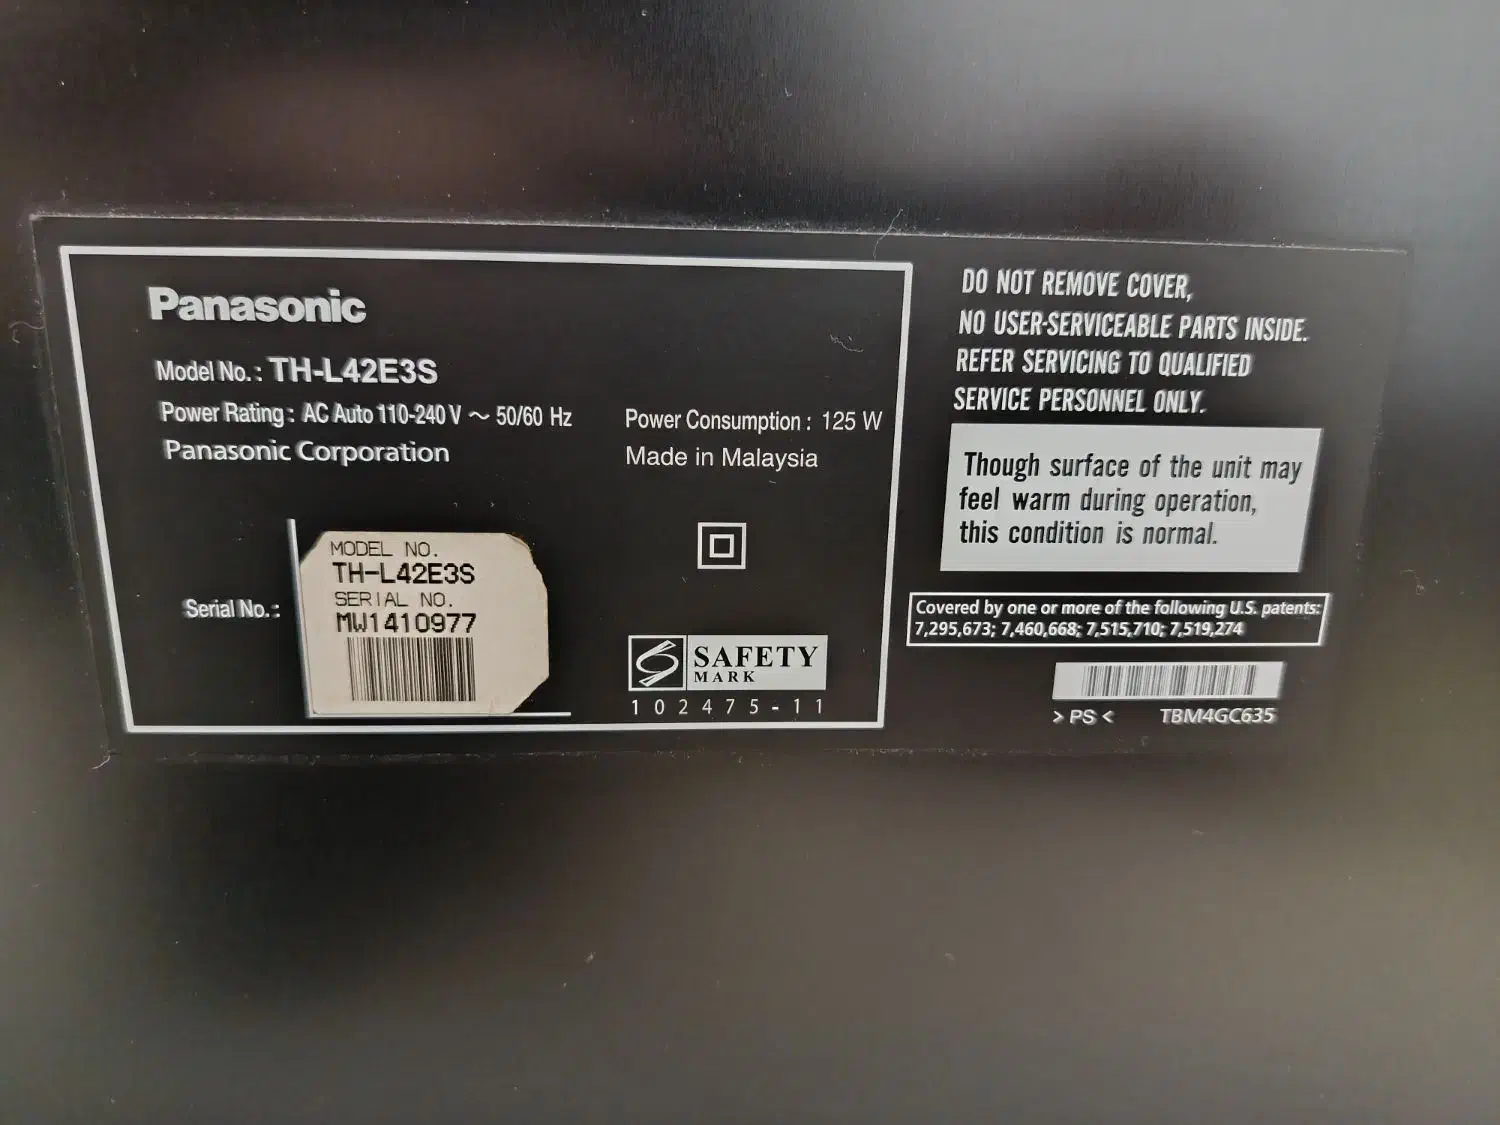 Panasonic
Model No. : TH-L42E3S
Power Rating : AC Auto 110-240 V ~ 50/60 Hz
Power Consumption : 125 W
Panasonic Corporation
Made in Malaysia
Serial No. :
MODEL NO.
TH-L42E3S
SERIAL NO.
MW1410977
SAFETY
MARK
102475-11
DO NOT REMOVE COVER,
NO USER-SERVICEABLE PARTS INSIDE.
REFER SERVICING TO QUALIFIED
SERVICE PERSONNEL ONLY.
Though surface of the unit may
feel warm during operation,
this condition is normal.
Covered by one or more of the following U.S. patents:
7,295,673; 7,460,668; 7,515,710; 7,519,274
> PS < TBM4GC635